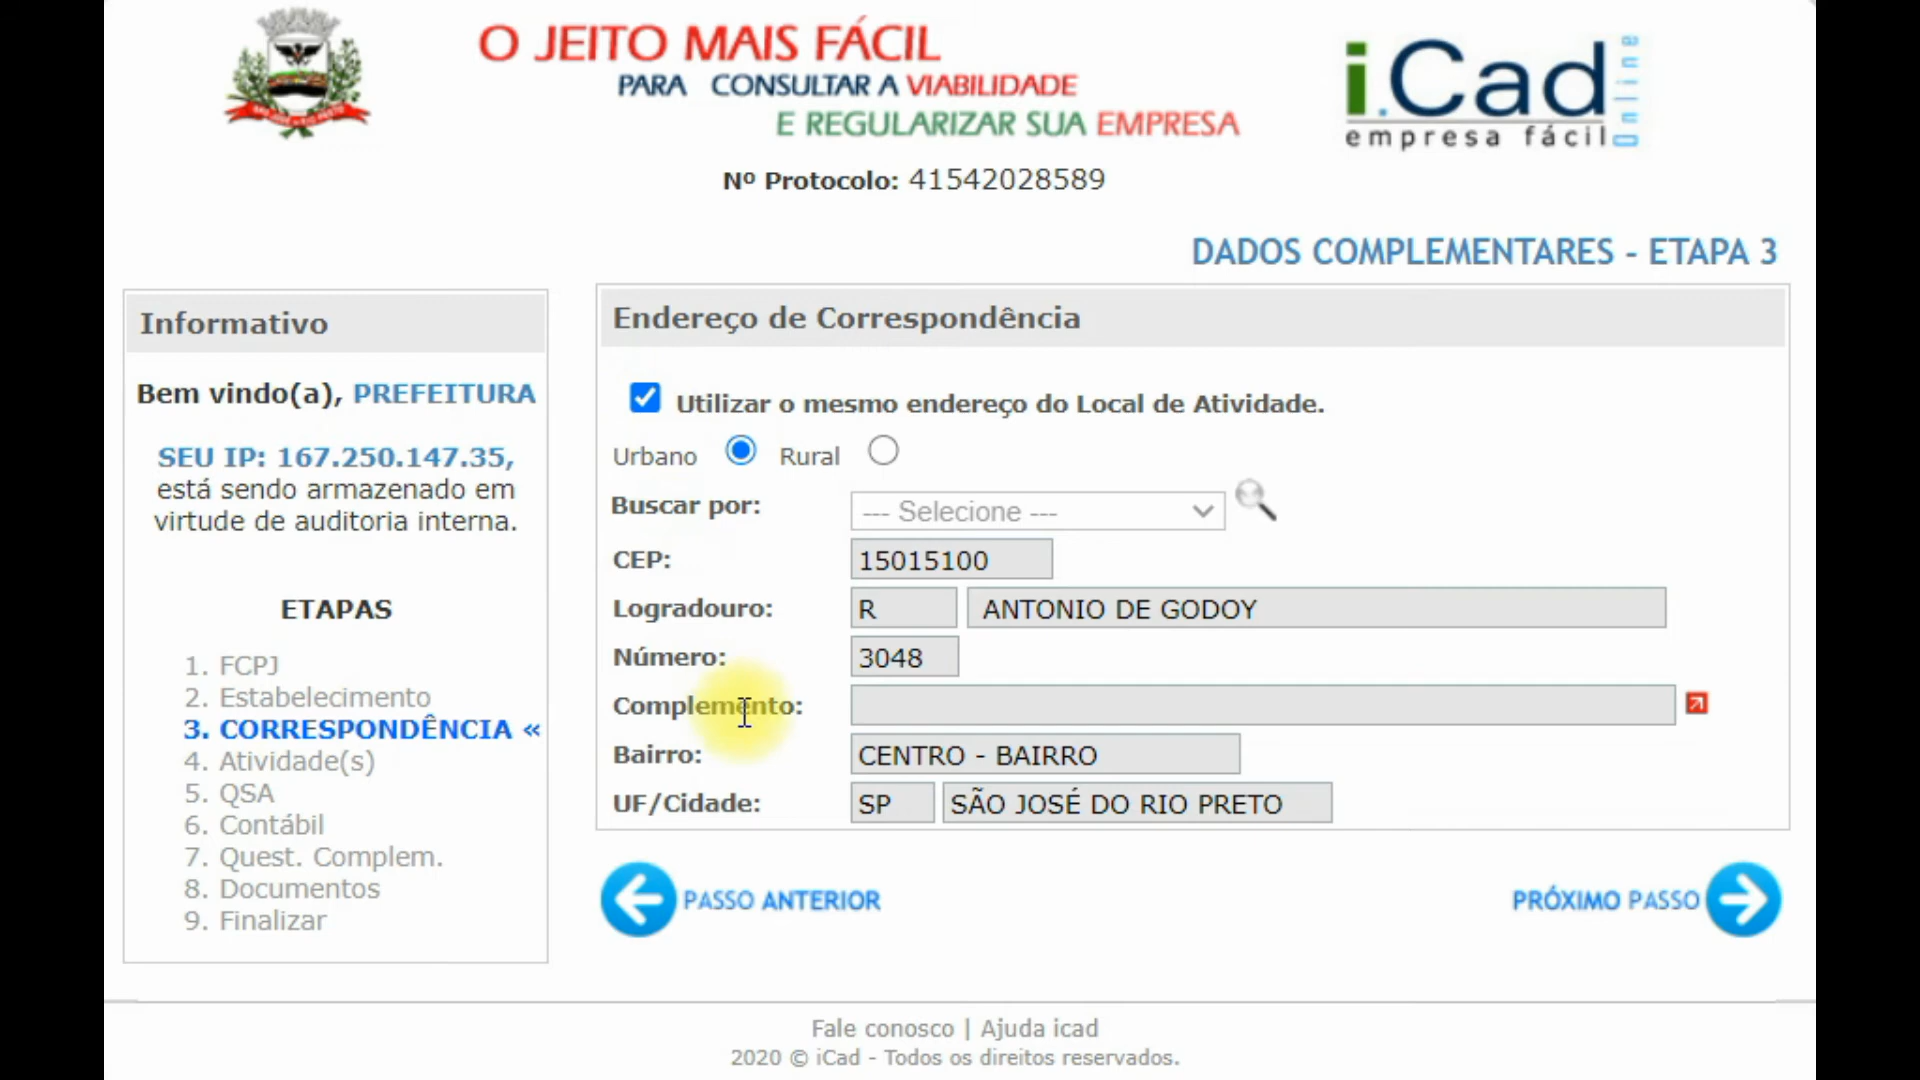 O JEITO MAIS FÁCIL
PARA CONSULTAR A VIABILIDADE
E REGULARIZAR SUA EMPRESA
i.Cad
Online
empresa fácil
Nº Protocolo: 41542028589
DADOS COMPLEMENTARES - ETAPA 3
Informativo
Bem vindo(a), PREFEITURA
SEU IP: 167.250.147.35,
está sendo armazenado em
virtude de auditoria interna.
ETAPAS
1. FCPJ
2. Estabelecimento
3. CORRESPONDÊNCIA «
4. Atividade(s)
5. QSA
6. Contábil
7. Quest. Complem.
8. Documentos
9. Finalizar
Endereço de Correspondência
Utilizar o mesmo endereço do Local de Atividade.
Urbano Rural
Buscar por: --- Selecione ---
CEP: 15015100
Logradouro: R ANTONIO DE GODOY
Número: 3048
Complemento:
Bairro: CENTRO - BAIRRO
UF/Cidade: SP SÃO JOSÉ DO RIO PRETO
PASSO ANTERIOR
PRÓXIMO PASSO
Fale conosco | Ajuda icad
2020 © iCad - Todos os direitos reservados.